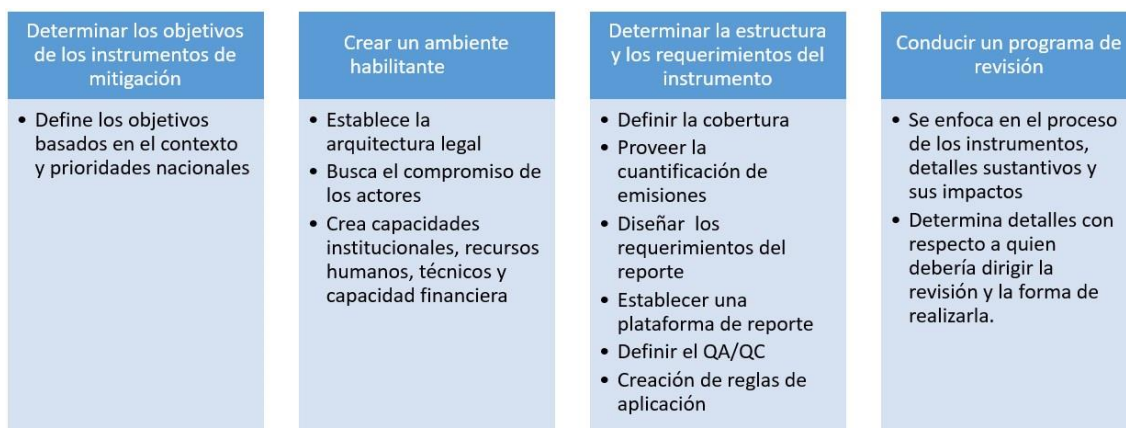 Determinar los objetivos
de los instrumentos de
mitigación
• Define los objetivos
basados en el contexto
y prioridades nacionales
Crear un ambiente
habilitante
• Establece la
arquitectura legal
• Busca el compromiso de
los actores
• Crea capacidades
institucionales, recursos
humanos, técnicos y
capacidad financiera
Determinar la estructura
y los requerimientos del
instrumento
• Definir la cobertura
• Proveer la
cuantificación de
emisiones
• Diseñar los
requerimientos del
reporte
• Establecer una
plataforma de reporte
• Definir el QA/QC
• Creación de reglas de
aplicación
Conducir un programa de
revisión
• Se enfoca en el proceso
de los instrumentos,
detalles sustantivos y
sus impactos
• Determina detalles con
respecto a quien
debería dirigir la
revisión y la forma de
realizarla.